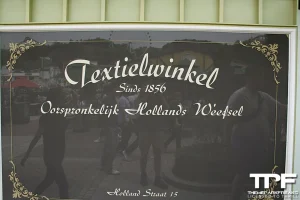 Textielwinkel
Sinds 1856
Oorspronkelijk Hollands Weefsel
Holland Straat 15
TPF